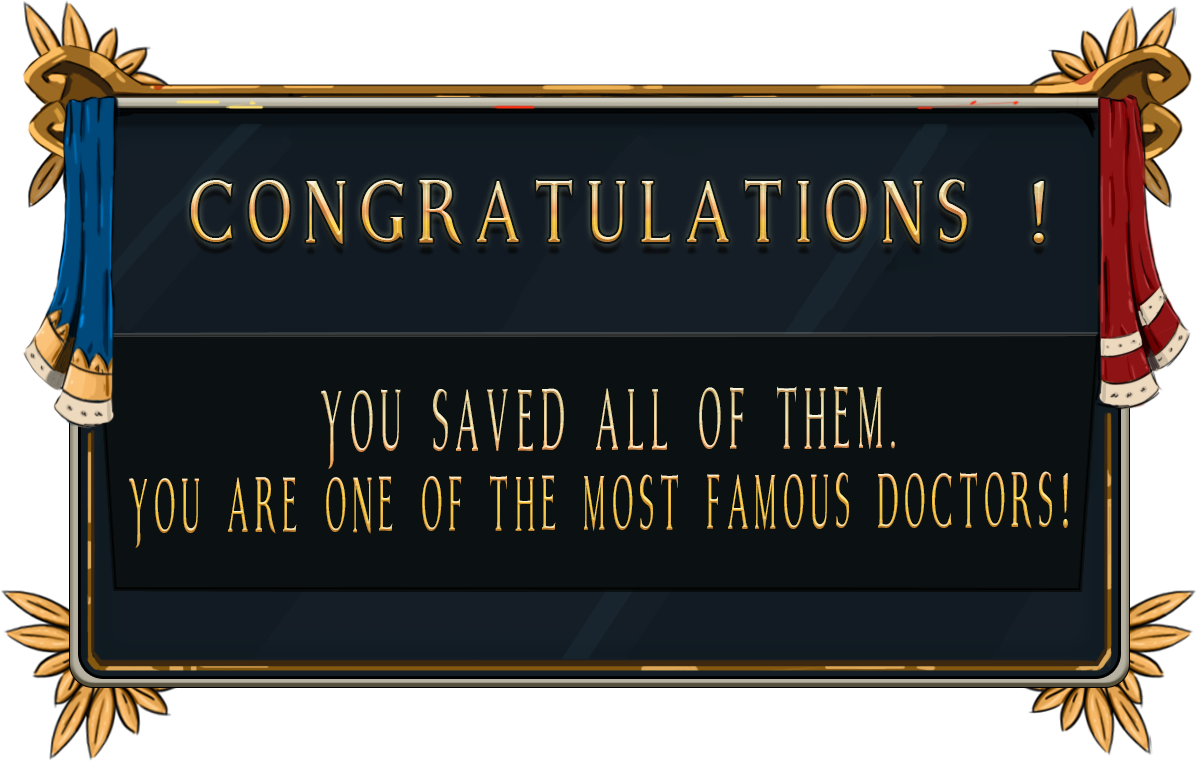 CONGRATULATIONS !
YOU SAVED ALL OF THEM.
YOU ARE ONE OF THE MOST FAMOUS DOCTORS!